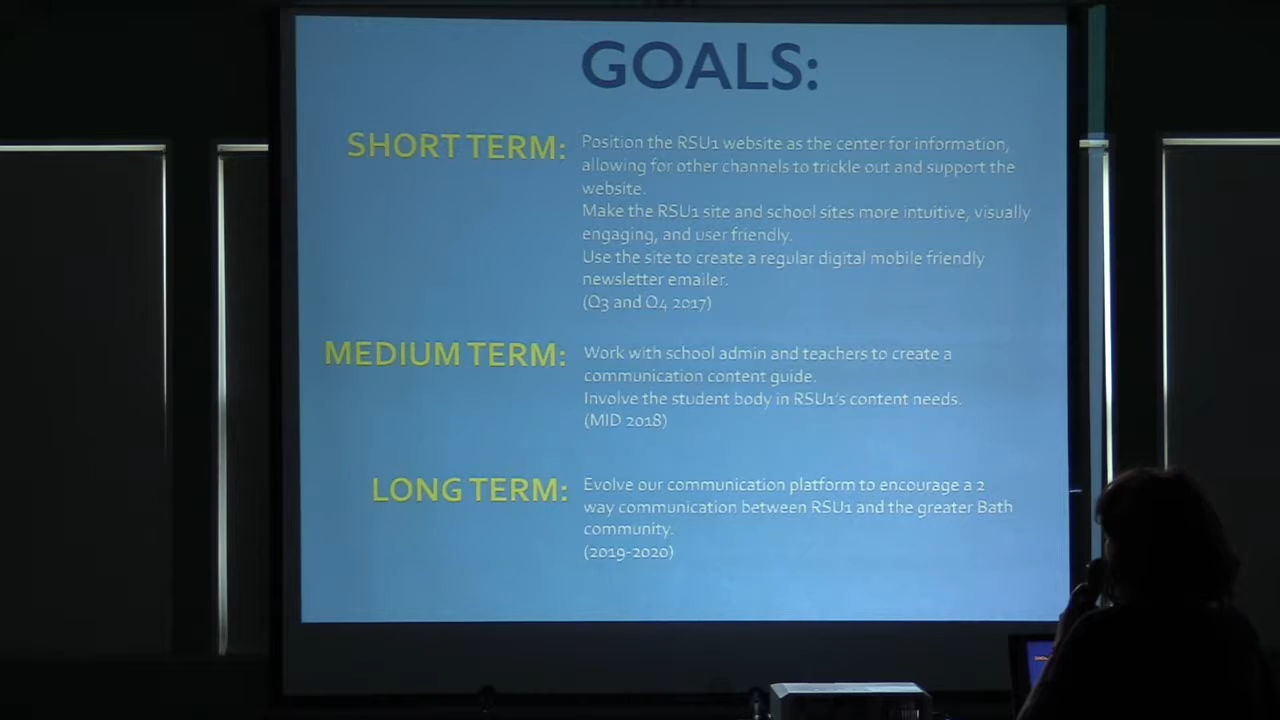 GOALS:
SHORT TERM:
Position the RSU1 website as the center for information,
allowing for other channels to trickle out and support the
website.
Make the RSU1 site and school sites more intuitive, visually
engaging, and user friendly.
Use the site to create a regular digital mobile friendly
newsletter emailer.
(Q3 and Q4 2017)
MEDIUM TERM:
Work with school admin and teachers to create a
communication content guide.
Involve the student body in RSU1's content needs.
(MID 2018)
LONG TERM:
Evolve our communication platform to encourage a 2
way communication between RSU1 and the greater Bath
community.
(2019-2020)